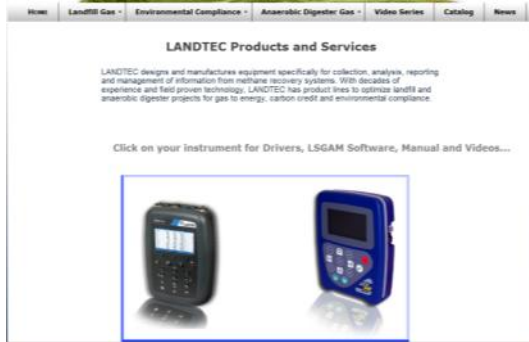 Home Landfill Gas Environmental Compliance Anaerobic Digester Gas Video Series Catalog News
LANDTEC Products and Services
LANDTEC designs and manufactures equipment specifically for collection, analysis, reporting
and management of information from methane recovery systems. With decades of
experience and field proven technology, LANDTEC has product lines to optimize landfill and
anaerobic digester projects for gas to energy, carbon credit and environmental compliance.
Click on your instrument for Drivers, LSGAM Software, Manual and Videos...